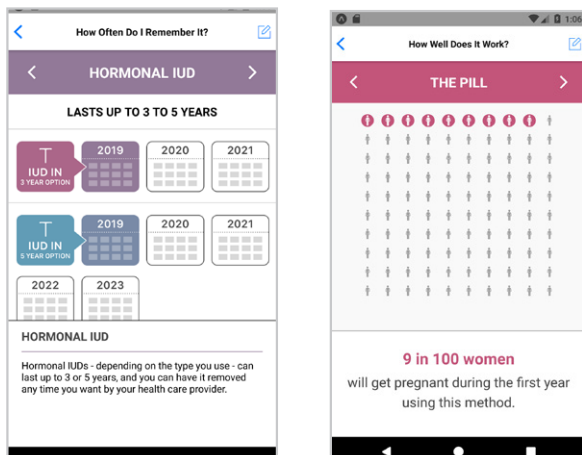 How Often Do I Remember It?
HORMONAL IUD
LASTS UP TO 3 TO 5 YEARS
IUD IN
3 YEAR OPTION
2019
2020
2021
IUD IN
5 YEAR OPTION
2019
2020
2021
2022
2023
HORMONAL IUD
Hormonal IUDs - depending on the type you use - can
last up to 3 or 5 years, and you can have it removed
any time you want by your health care provider.
1:06
How Well Does It Work?
THE PILL
9 in 100 women
will get pregnant during the first year
using this method.